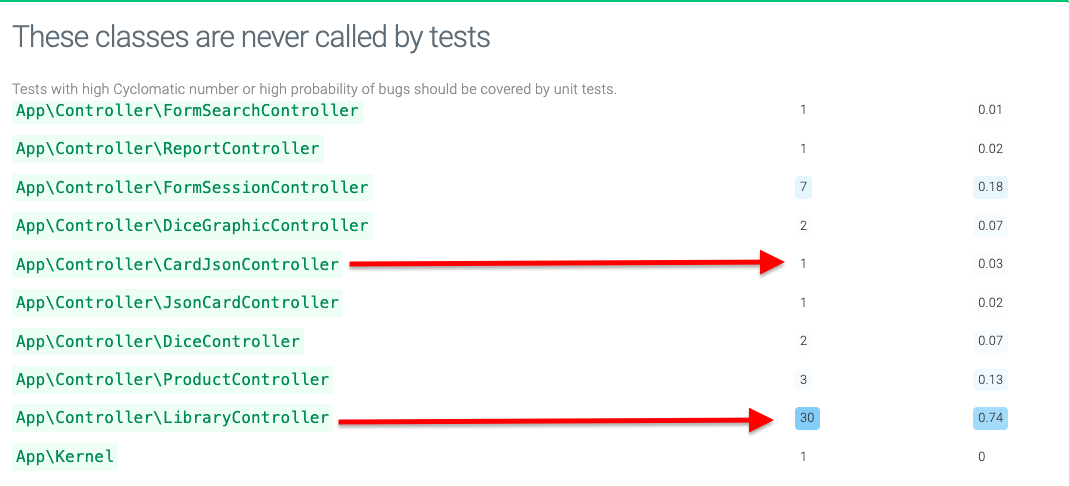 These classes are never called by tests
Tests with high Cyclomatic number or high probability of bugs should be covered by unit tests.
App\Controller\FormSearchController 1 0.01
App\Controller\ReportController 1 0.02
App\Controller\FormSessionController 7 0.18
App\Controller\DiceGraphicController 2 0.07
App\Controller\CardJsonController 1 0.03
App\Controller\JsonCardController 1 0.02
App\Controller\DiceController 2 0.07
App\Controller\ProductController 3 0.13
App\Controller\LibraryController 30 0.74
App\Kernel 1 0